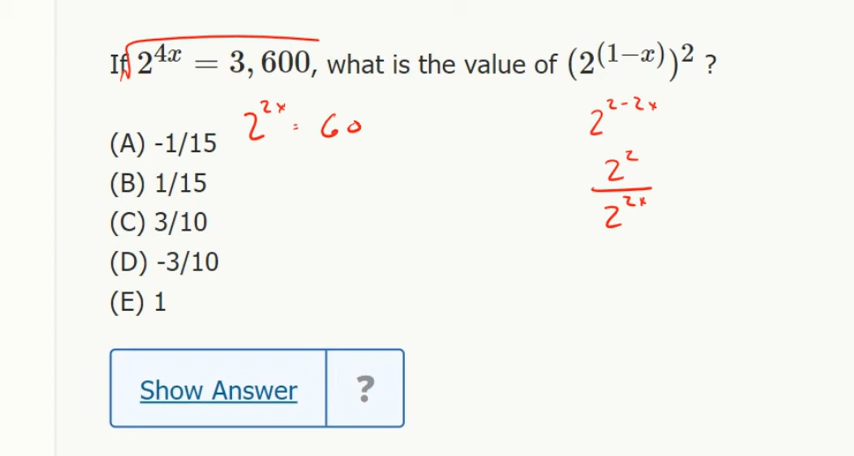 If 2^{4x} = 3,600, what is the value of (2^{(1−x)})^2 ?
2^{2x} = 60
2^{2-2x}
2^2
2^{2x}
(A) -1/15
(B) 1/15
(C) 3/10
(D) -3/10
(E) 1
Show Answer ?